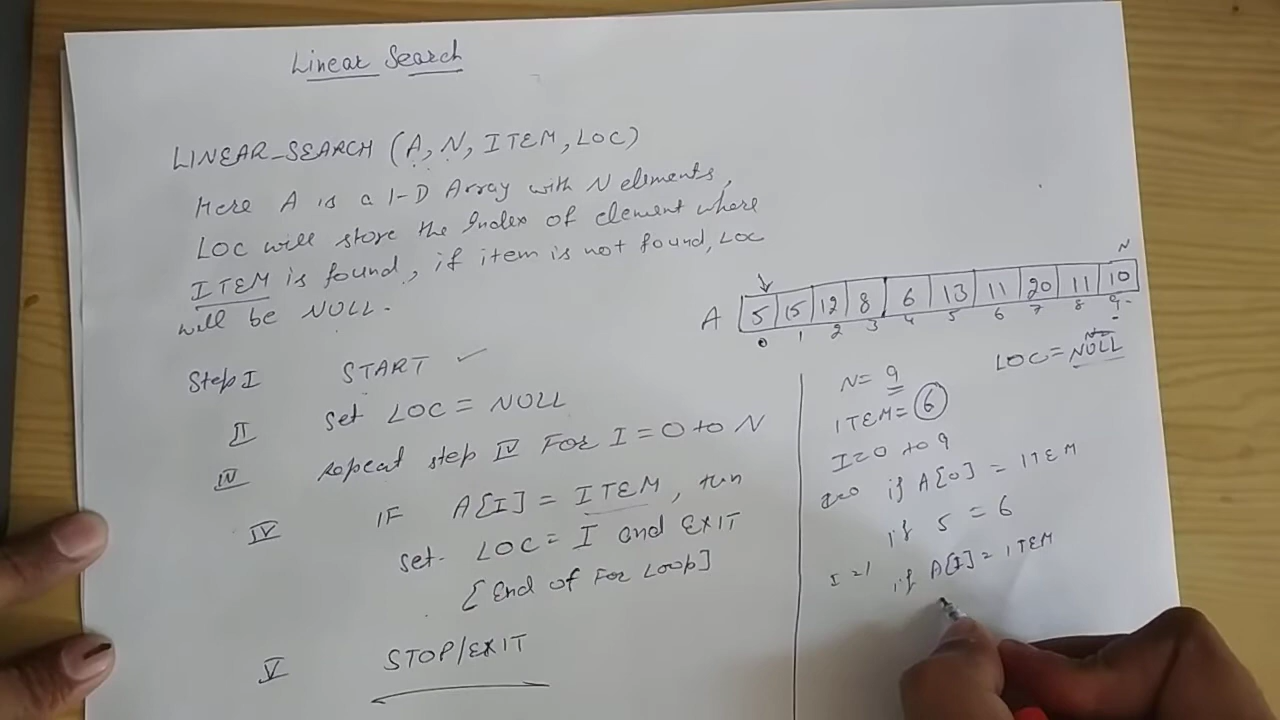 Linear Search
LINEAR_SEARCH (A, N, ITEM, LOC)
Here A is a 1-D Array with N elements,
LOC will store the Index of element where
ITEM is found, if item is not found, LOC
will be NULL.
Step I START
II Set LOC = NULL
IV Repeat step IV For I = 0 to N
IV IF A[I] = ITEM, then
Set LOC = I and EXIT
[End of For Loop]
V STOP/EXIT
N
A 5 15 12 8 6 13 11 20 11 10
0 1 2 3 4 5 6 7 8 9
LOC = NULL
N = 9
ITEM = 6
I=0 to 9
if A[0] = ITEM
if 5 = 6
I = 1 if A[I] = ITEM